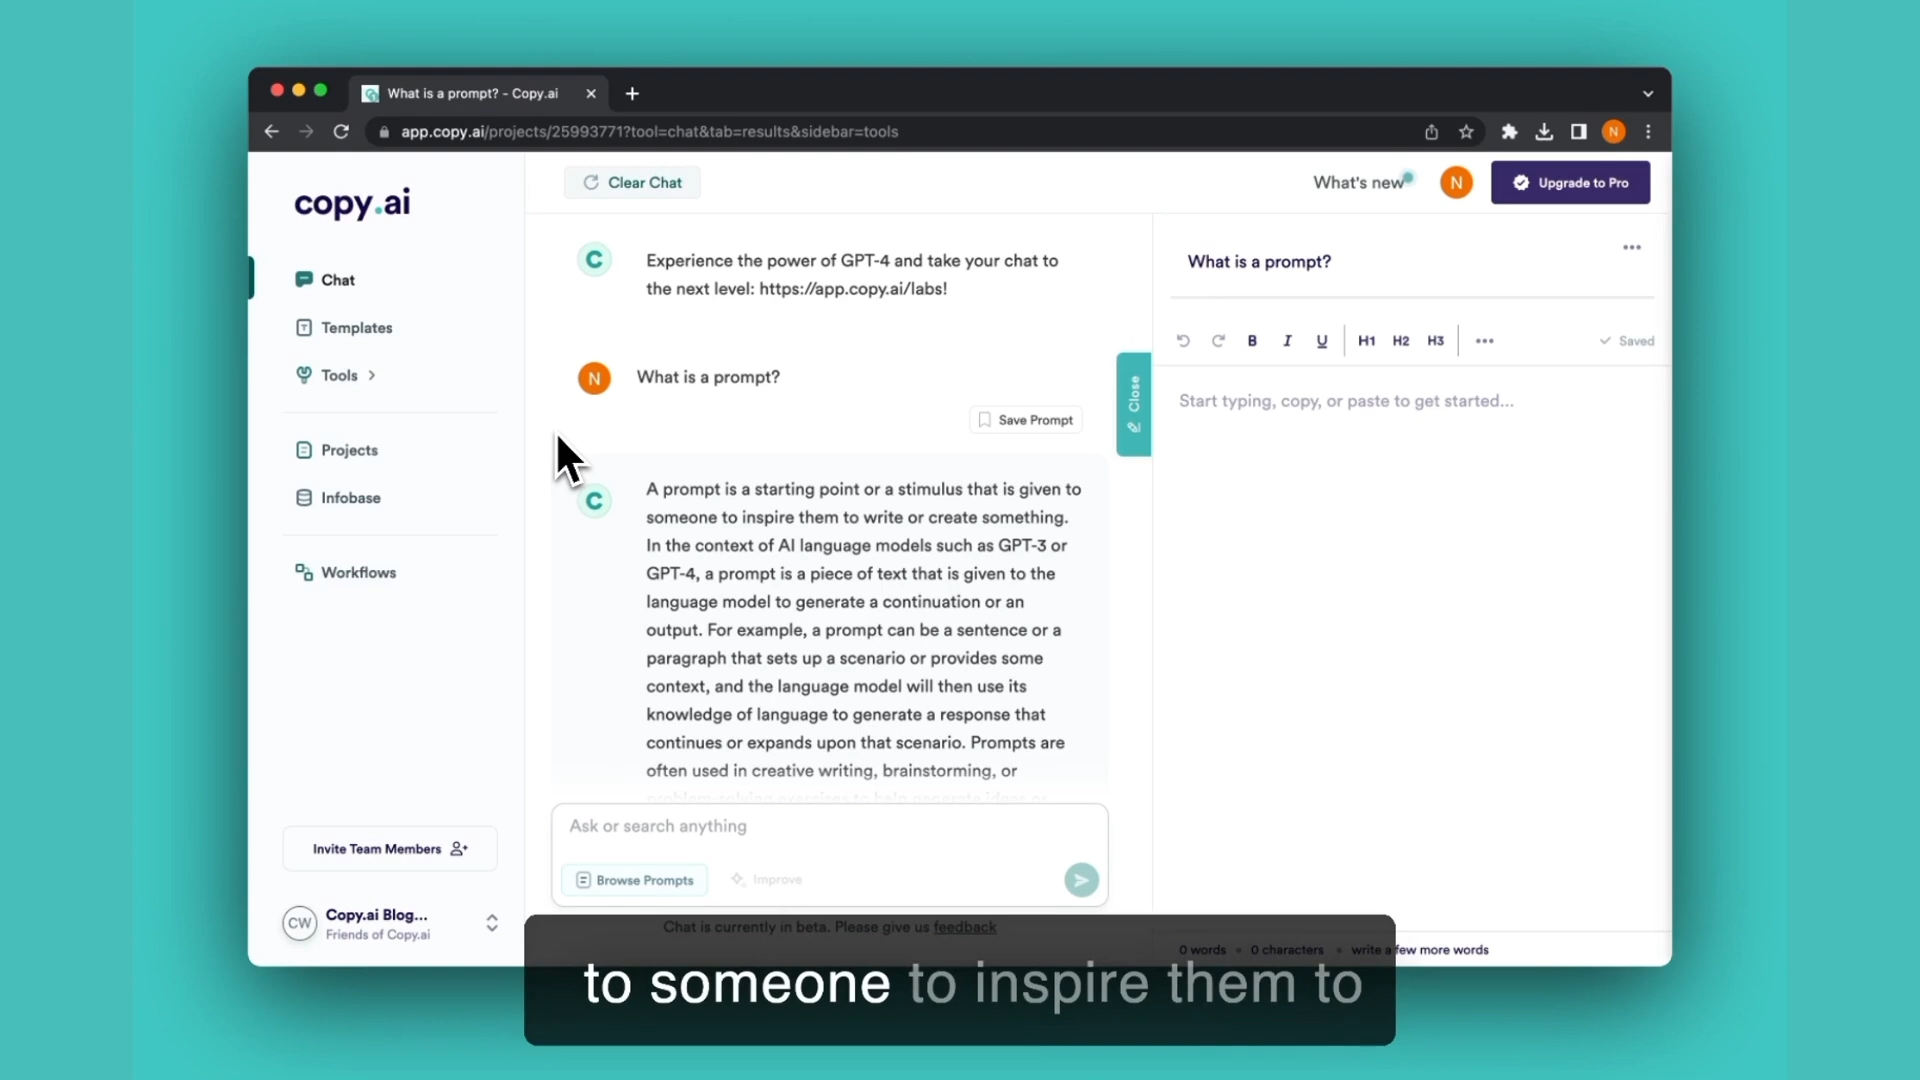 What is a prompt? - Copy.ai
app.copy.ai/projects/25993771?tool=chat&tab=results&sidebar=tools
N
copy.ai
Chat
Templates
Tools
Projects
Infobase
Workflows
Invite Team Members
CW
Copy.ai Blog...
Friends of Copy.ai
Clear Chat
What's new
N
Upgrade to Pro
C
Experience the power of GPT-4 and take your chat to
the next level: https://app.copy.ai/labs!
N
What is a prompt?
Save Prompt
C
A prompt is a starting point or a stimulus that is given to
someone to inspire them to write or create something.
In the context of AI language models such as GPT-3 or
GPT-4, a prompt is a piece of text that is given to the
language model to generate a continuation or an
output. For example, a prompt can be a sentence or a
paragraph that sets up a scenario or provides some
context, and the language model will then use its
knowledge of language to generate a response that
continues or expands upon that scenario. Prompts are
often used in creative writing, brainstorming, or
problem-solving exercises to help generate ideas or
Ask or search anything
Browse Prompts
Improve
Chat is currently in beta. Please give us feedback
Close
What is a prompt?
B I U H1 H2 H3
Saved
Start typing, copy, or paste to get started...
0 words • 0 characters • write a few more words
to someone to inspire them to